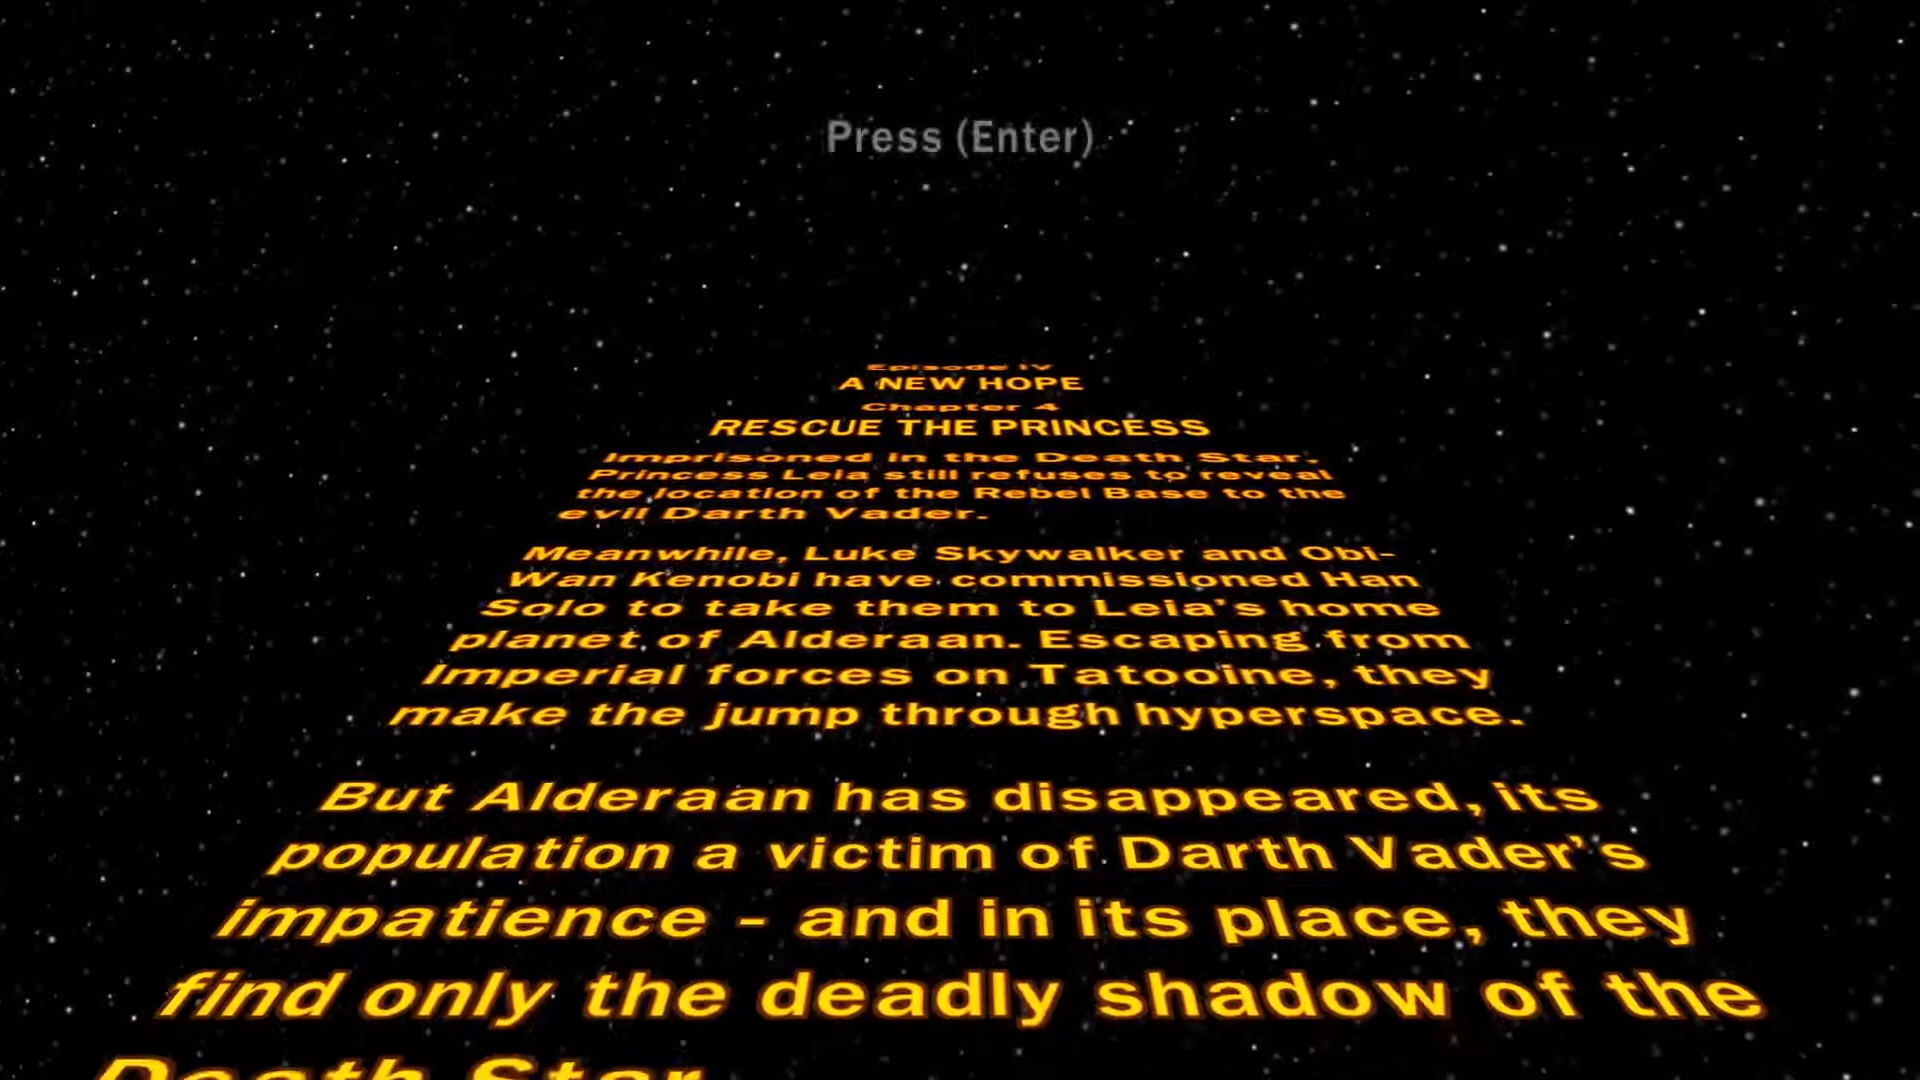 Press (Enter)
Episode IV
A NEW HOPE
Chapter 4
RESCUE THE PRINCESS
Imprisoned in the Death Star,
Princess Leia still refuses to reveal
the location of the Rebel Base to the
evil Darth Vader.
Meanwhile, Luke Skywalker and Obi-
Wan Kenobi have commissioned Han
Solo to take them to Leia's home
planet of Alderaan. Escaping from
Imperial forces on Tatooine, they
make the jump through hyperspace.
But Alderaan has disappeared, its
population a victim of Darth Vader's
impatience - and in its place, they
find only the deadly shadow of the
Death Star.